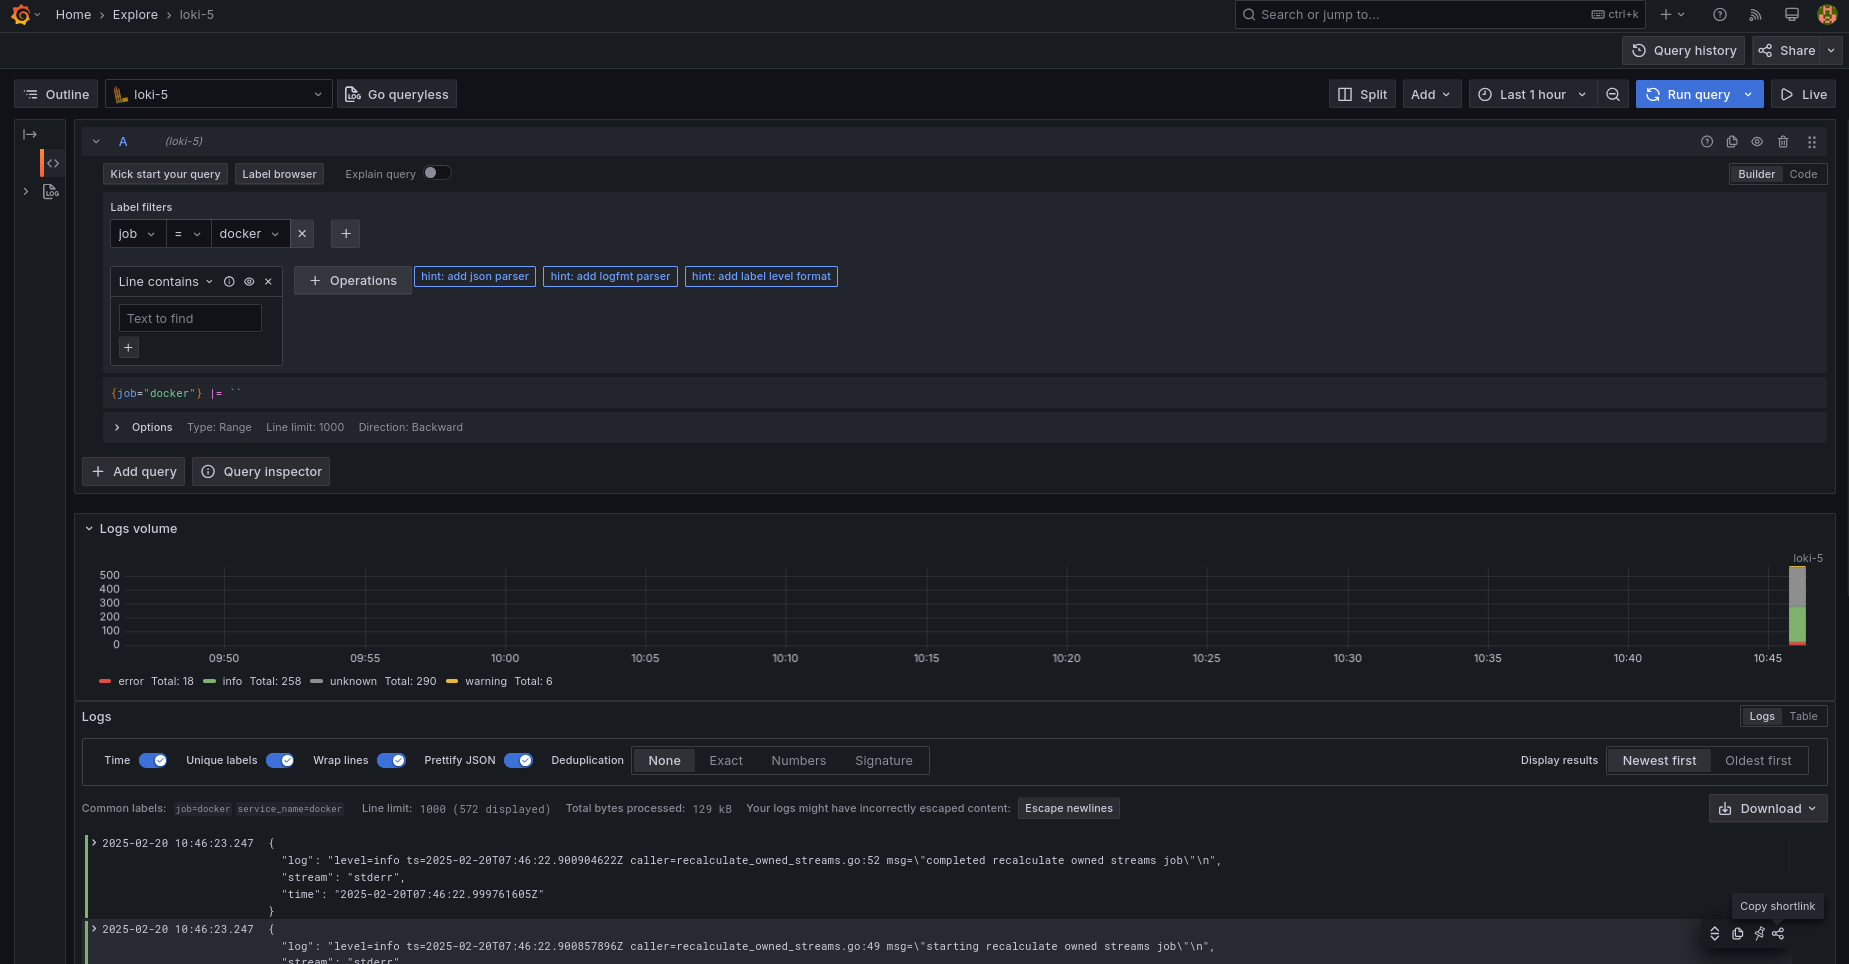 Home › Explore › loki-5
Search or jump to... ctrl+k
Query history Share
Outline loki-5 Go queryless Split Add Last 1 hour Run query Live
A (loki-5)
Kick start your query Label browser Explain query Builder Code
Label filters
job = docker
Line contains Operations hint: add json parser hint: add logfmt parser hint: add label level format
Text to find
{job="docker"} |= ``
Options Type: Range Line limit: 1000 Direction: Backward
Add query Query inspector
Logs volume
loki-5
500
400
300
200
100
0
09:50 09:55 10:00 10:05 10:10 10:15 10:20 10:25 10:30 10:35 10:40 10:45
error Total: 18 info Total: 258 unknown Total: 290 warning Total: 6
Logs Logs Table
Time Unique labels Wrap lines Prettify JSON Deduplication None Exact Numbers Signature Display results Newest first Oldest first
Common labels: job=docker service_name=docker Line limit: 1000 (572 displayed) Total bytes processed: 129 kB Your logs might have incorrectly escaped content: Escape newlines Download
2025-02-20 10:46:23.247 {
"log": "level=info ts=2025-02-20T07:46:22.900904622Z caller=recalculate_owned_streams.go:52 msg=\"completed recalculate owned streams job\"\n",
"stream": "stderr",
"time": "2025-02-20T07:46:22.999761605Z"
}
Copy shortlink
2025-02-20 10:46:23.247 {
"log": "level=info ts=2025-02-20T07:46:22.900857896Z caller=recalculate_owned_streams.go:49 msg=\"starting recalculate owned streams job\"\n",
"stream": "stderr"